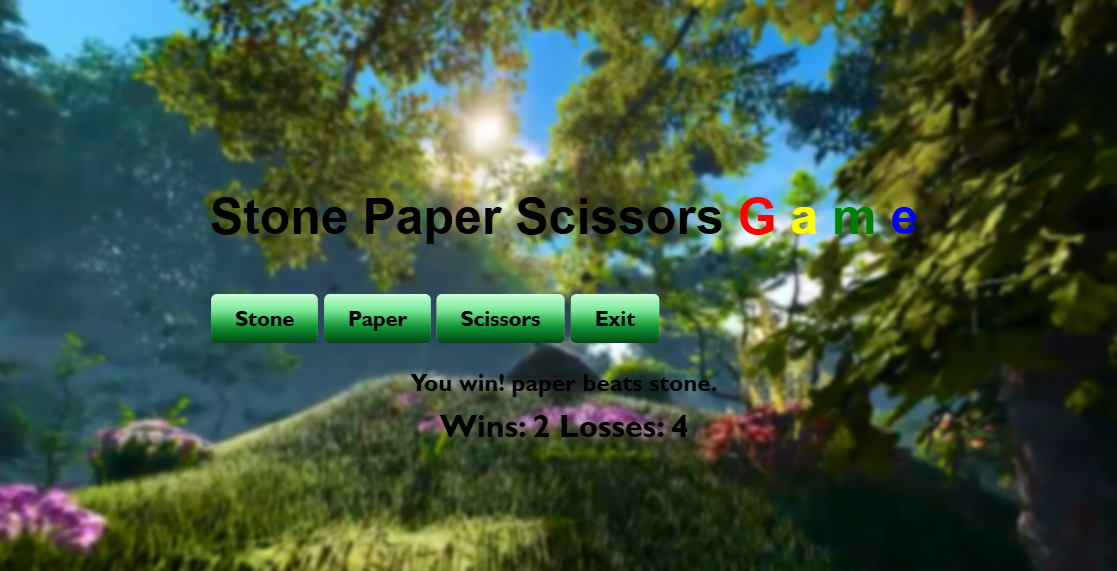 Stone Paper Scissors G a m e
Stone Paper Scissors Exit
You win! paper beats stone.
Wins: 2 Losses: 4